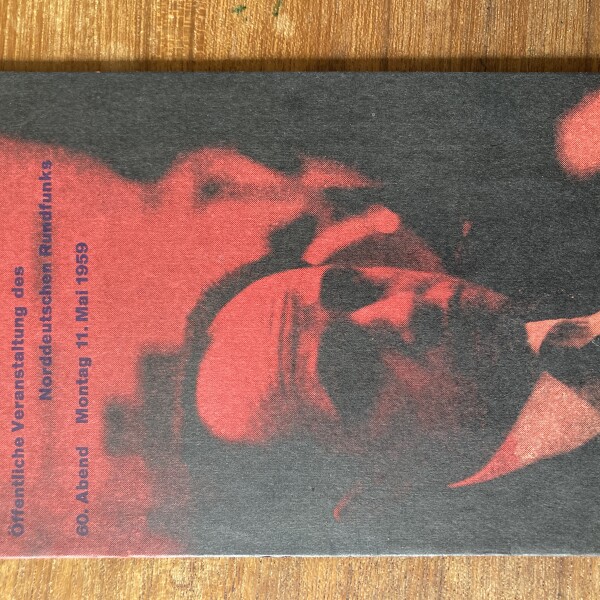 Öffentliche Veranstaltung des
Norddeutschen Rundfunks
60. Abend Montag 11. Mai 1959